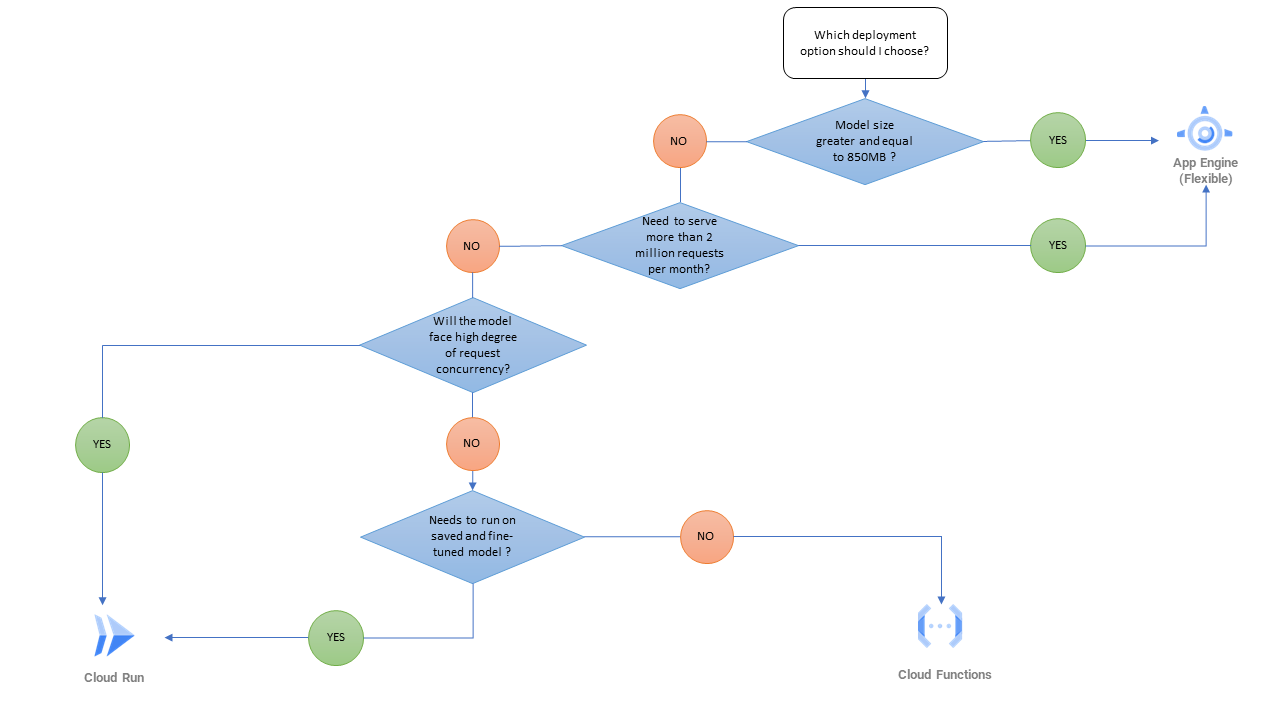 Which deployment
option should I choose?
Model size
greater and equal
to 850MB ?
NO
YES
App Engine
(Flexible)
Need to serve
more than 2
million requests
per month?
NO
YES
Will the model
face high degree
of request
concurrency?
YES
NO
Needs to run on
saved and fine-
tuned model ?
NO
YES
Cloud Run
Cloud Functions